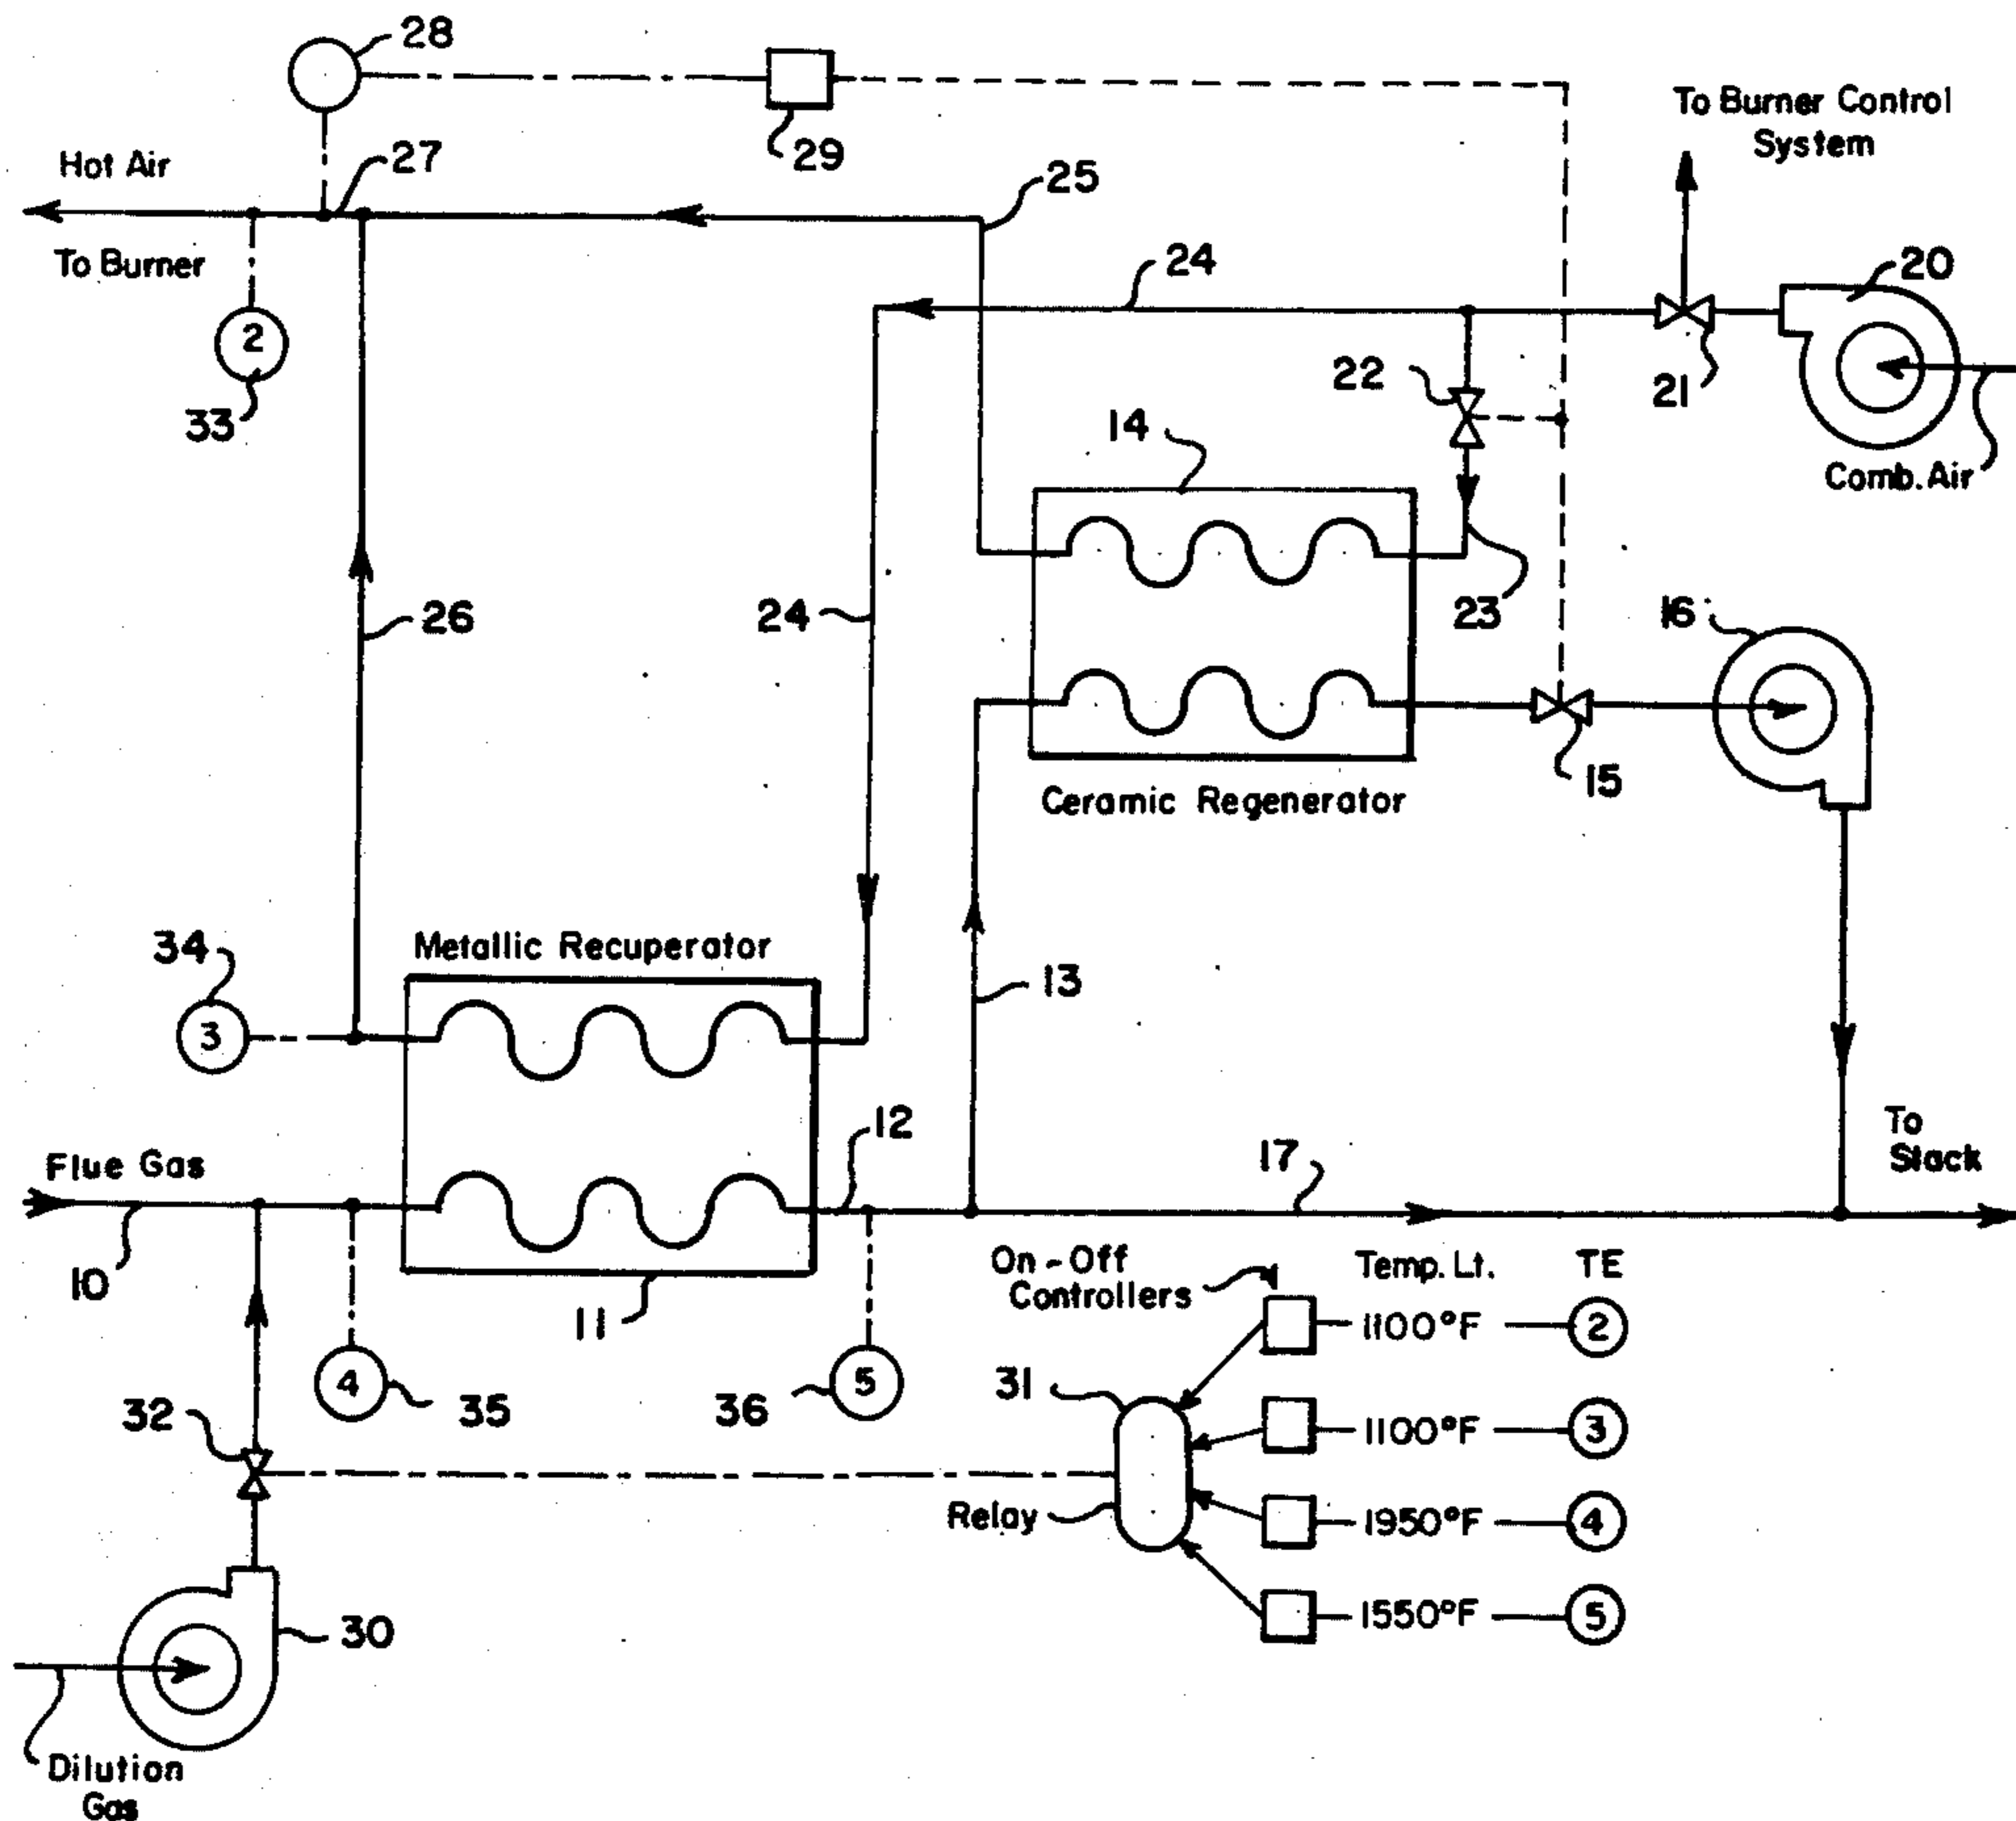 28
To Burner Control
System
29
27
Hot Air
25
To Burner
24
20
2
22
21
33
14
Comb. Air
24
26
23
16
15
Ceramic Regenerator
34
Metallic Recuperator
13
3
12
To
Stack
Flue Gas
17
10
On-Off
Controllers
Temp. Lt.
TE
11
1100°F
2
4
35
36
5
31
32
1100°F
3
Relay
1950°F
4
1550°F
5
30
Dilution
Gas